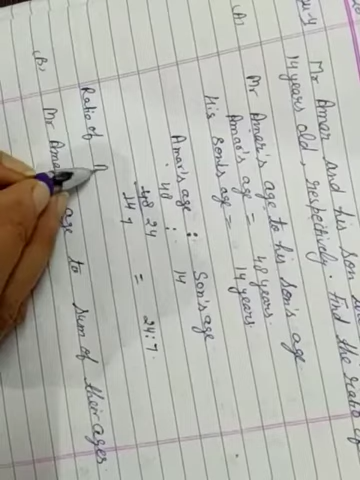 Mr Amar and his son
14 years old, respectively. Find the ratio of
(A) Mr Amar's age to his son's age
Amar's age = 48 years.
His son's age = 14 years.
Amar's age : Son's age
48 : 14
48 24
14 7 = 24:7.
(B) Mr Amar age to sum of their ages.
Ratio of